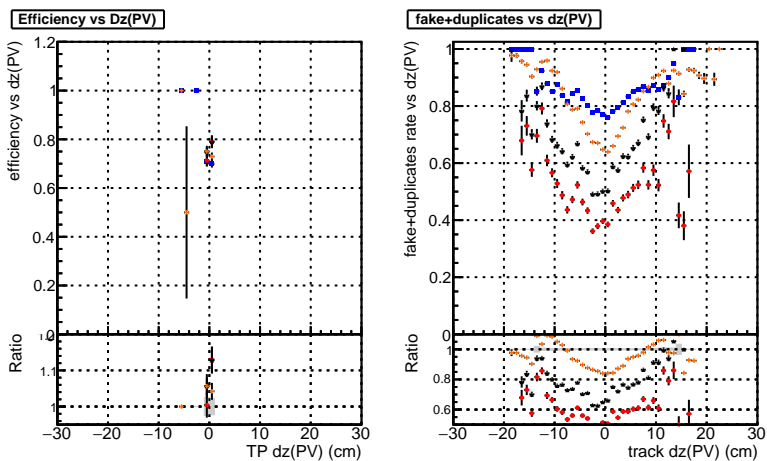 Efficiency vs Dz(PV)
efficiency vs dz(PV)
1.2
1
0.8
0.6
0.4
0.2
0
Ratio
1.2
1.1
1
−30 −20 −10 0 10 20 30
TP dz(PV) (cm)
fake+duplicates vs dz(PV)
fake+duplicates rate vs dz(PV)
1
0.8
0.6
0.4
0.2
0
Ratio
1
0.8
0.6
−30 −20 −10 0 10 20 30
track dz(PV) (cm)